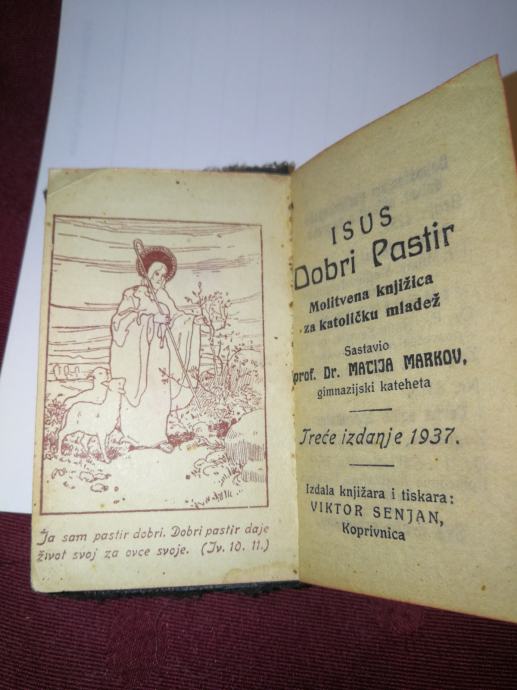 Ja sam pastir dobri. Dobri pastir daje
život svoj za ovce svoje. (Iv. 10. 11.)
ISUS
Dobri Pastir
Molitvena knjižica
za katoličku mladež
Sastavio
prof. Dr. MATIJA MARKOV,
gimnazijski kateheta
Treće izdanje 1937.
Izdala knjižara i tiskara:
VIKTOR SENJAN,
Koprivnica